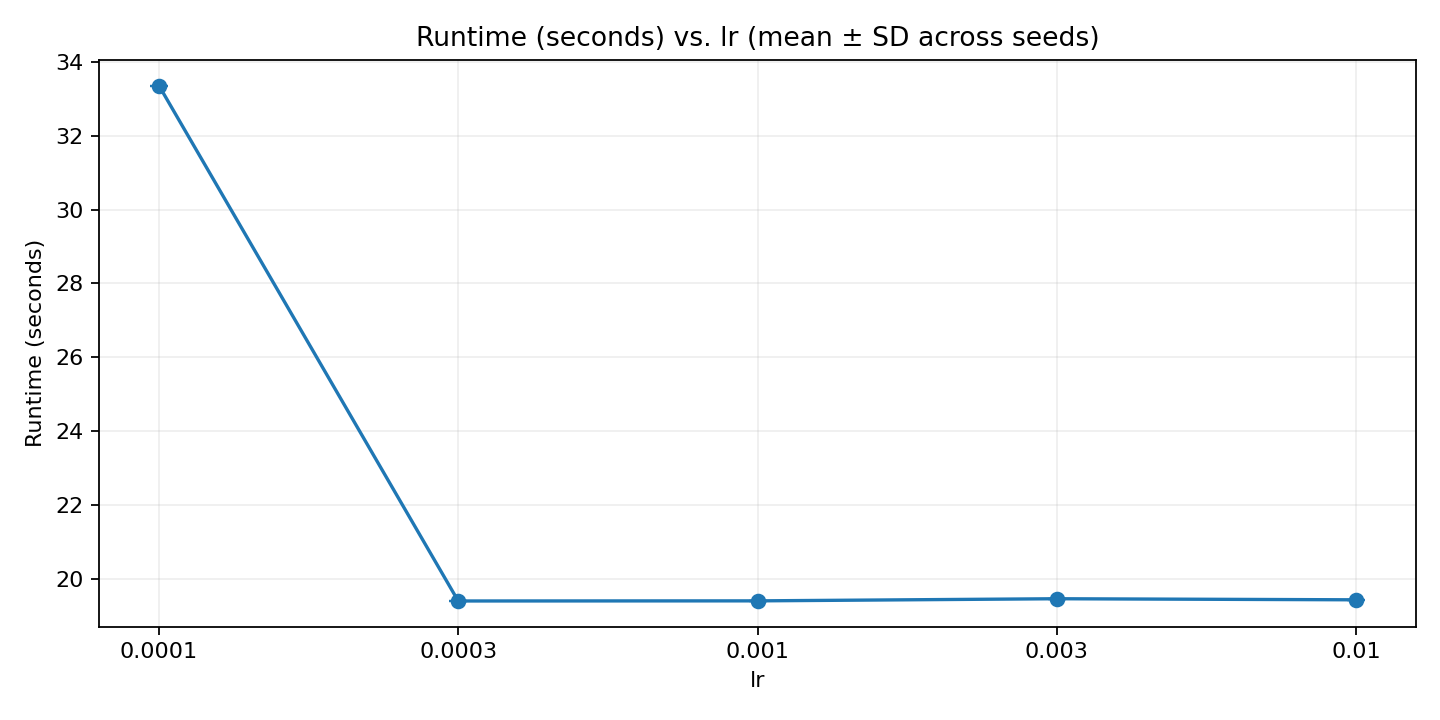 Runtime (seconds) vs. lr (mean ± SD across seeds)
34
32
30
28
26
24
22
20
Runtime (seconds)
0.0001 0.0003 0.001 0.003 0.01
lr